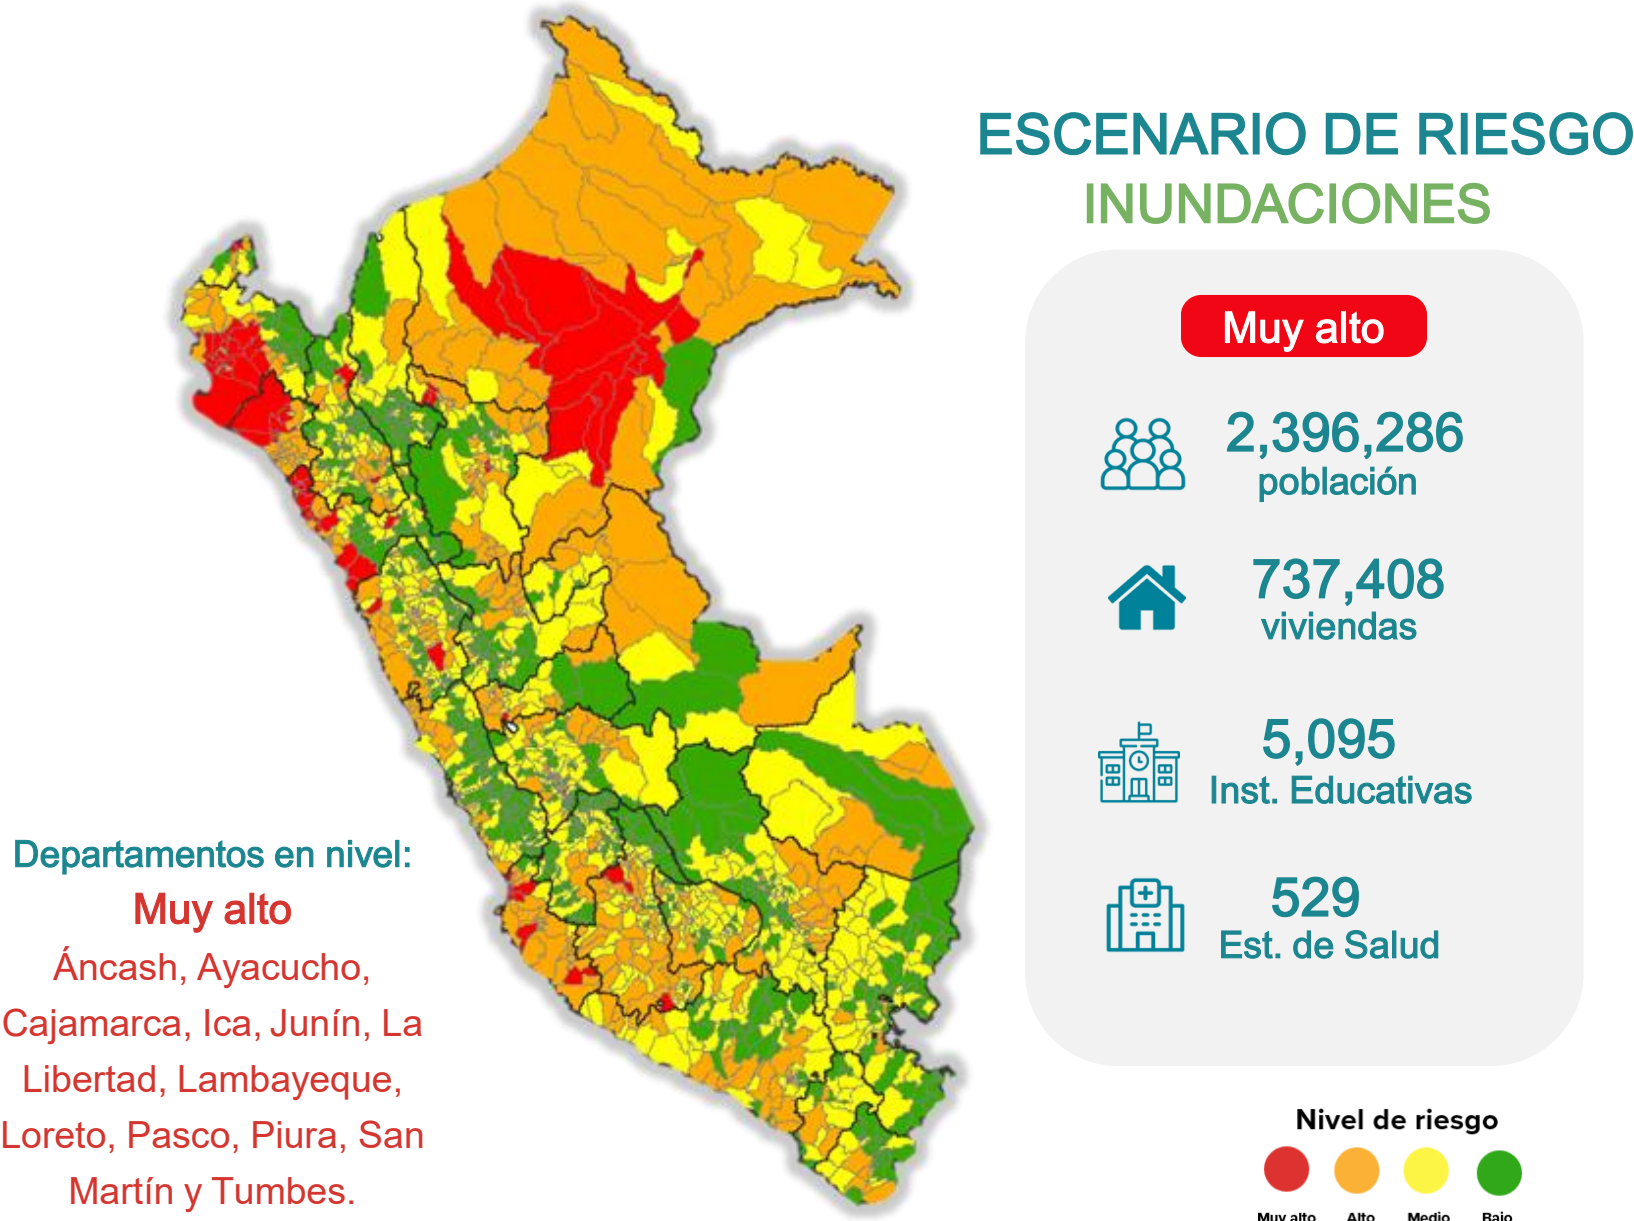 ESCENARIO DE RIESGO
INUNDACIONES
Muy alto
2,396,286
población
737,408
viviendas
5,095
Inst. Educativas
529
Est. de Salud
Departamentos en nivel:
Muy alto
Áncash, Ayacucho,
Cajamarca, Ica, Junín, La
Libertad, Lambayeque,
Loreto, Pasco, Piura, San
Martín y Tumbes.
Nivel de riesgo
Muy alto Alto Medio Bajo